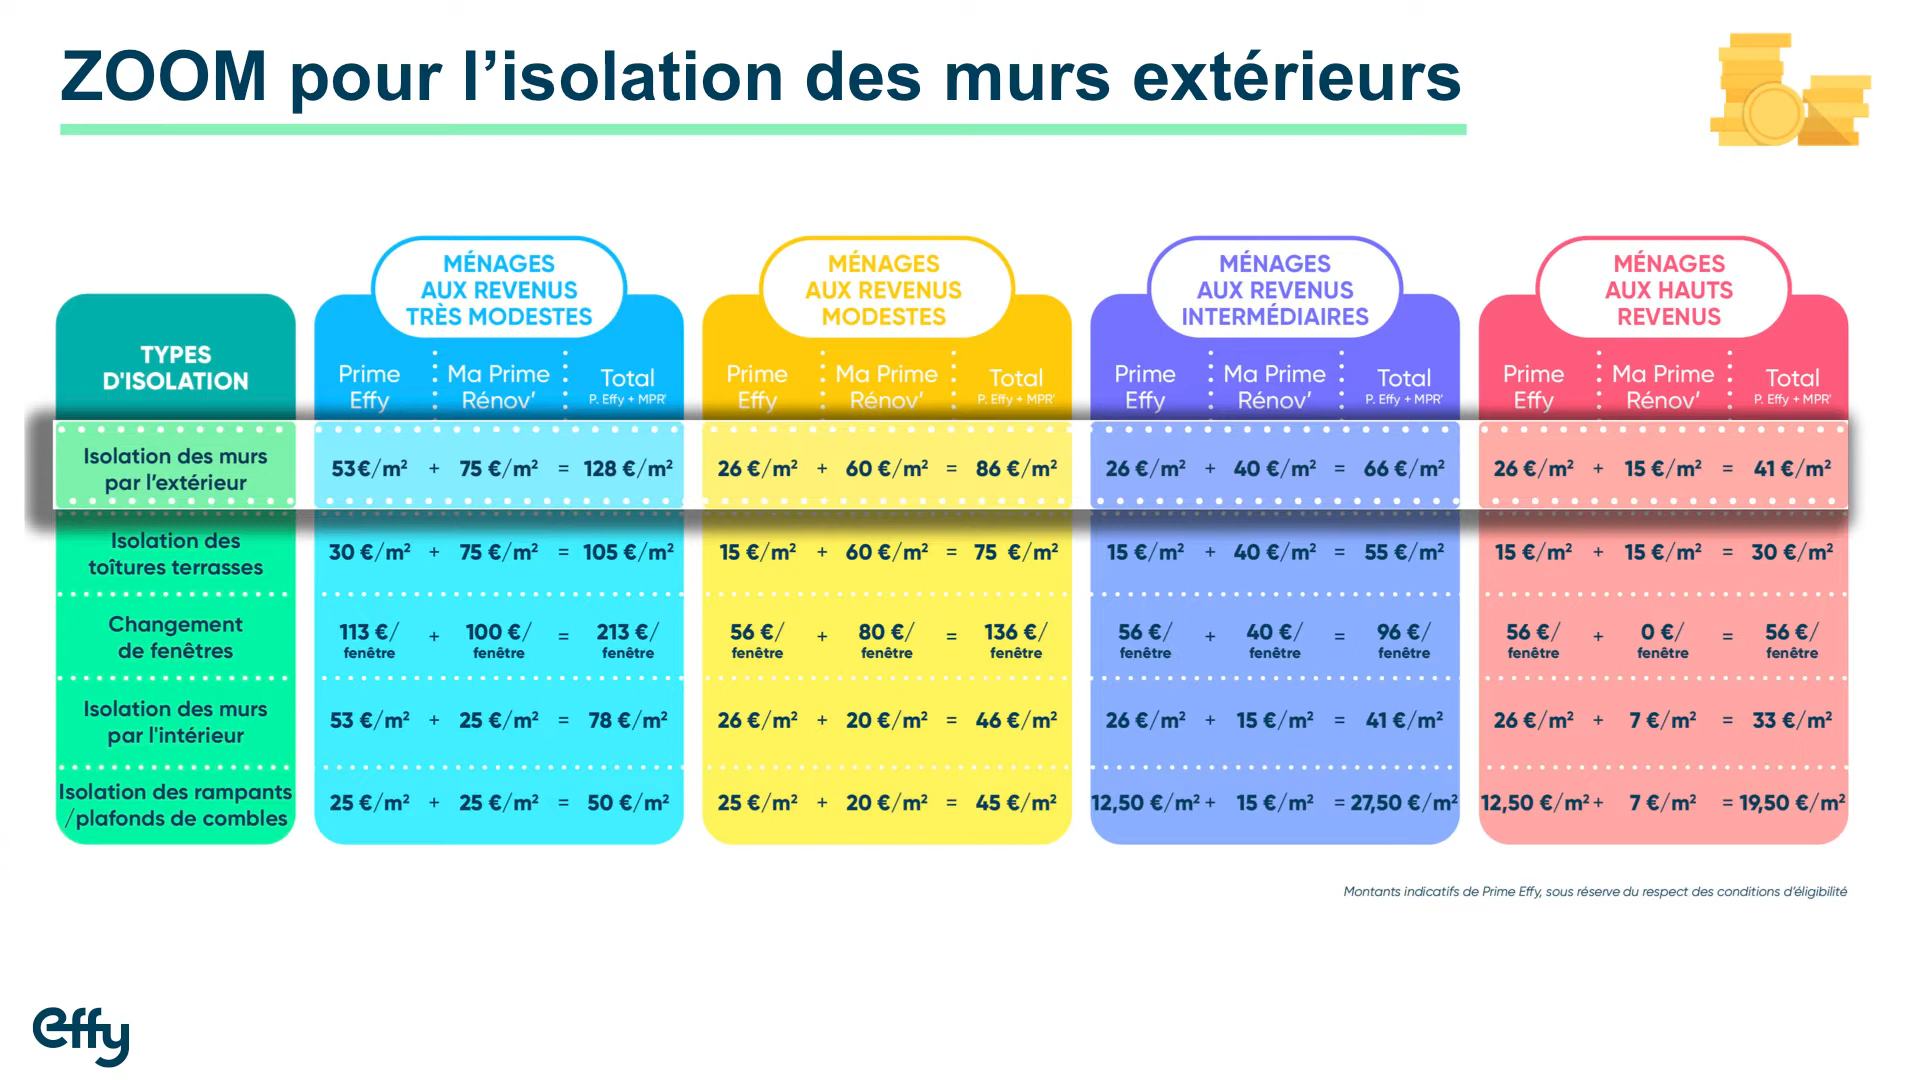 ZOOM pour l’isolation des murs extérieurs
MÉNAGES
AUX REVENUS
TRÈS MODESTES
MÉNAGES
AUX REVENUS
MODESTES
MÉNAGES
AUX REVENUS
INTERMÉDIAIRES
MÉNAGES
AUX HAUTS
REVENUS
TYPES
D'ISOLATION
Prime
Effy
Ma Prime
Rénov’
Total
P. Effy + MPR'
Prime
Effy
Ma Prime
Rénov’
Total
P. Effy + MPR'
Prime
Effy
Ma Prime
Rénov’
Total
P. Effy + MPR'
Prime
Effy
Ma Prime
Rénov’
Total
P. Effy + MPR'
Isolation des murs
par l’extérieur
53€/m² + 75 €/m² = 128 €/m²
26 €/m² + 60 €/m² = 86 €/m²
26 €/m² + 40 €/m² = 66 €/m²
26 €/m² + 15 €/m² = 41 €/m²
Isolation des
toîtures terrasses
30 €/m² + 75 €/m² = 105 €/m²
15 €/m² + 60 €/m² = 75 €/m²
15 €/m² + 40 €/m² = 55 €/m²
15 €/m² + 15 €/m² = 30 €/m²
Changement
de fenêtres
113 €/ + 100 €/ = 213 €/
fenêtre fenêtre fenêtre
56 €/ + 80 €/ = 136 €/
fenêtre fenêtre fenêtre
56 €/ + 40 €/ = 96 €/
fenêtre fenêtre fenêtre
56 €/ + 0 €/ = 56 €/
fenêtre fenêtre fenêtre
Isolation des murs
par l'intérieur
53 €/m² + 25 €/m² = 78 €/m²
26 €/m² + 20 €/m² = 46 €/m²
26 €/m² + 15 €/m² = 41 €/m²
26 €/m² + 7 €/m² = 33 €/m²
Isolation des rampants
/plafonds de combles
25 €/m² + 25 €/m² = 50 €/m²
25 €/m² + 20 €/m² = 45 €/m²
12,50 €/m² + 15 €/m² = 27,50 €/m²
12,50 €/m² + 7 €/m² = 19,50 €/m²
Montants indicatifs de Prime Effy, sous réserve du respect des conditions d’éligibilité
effy